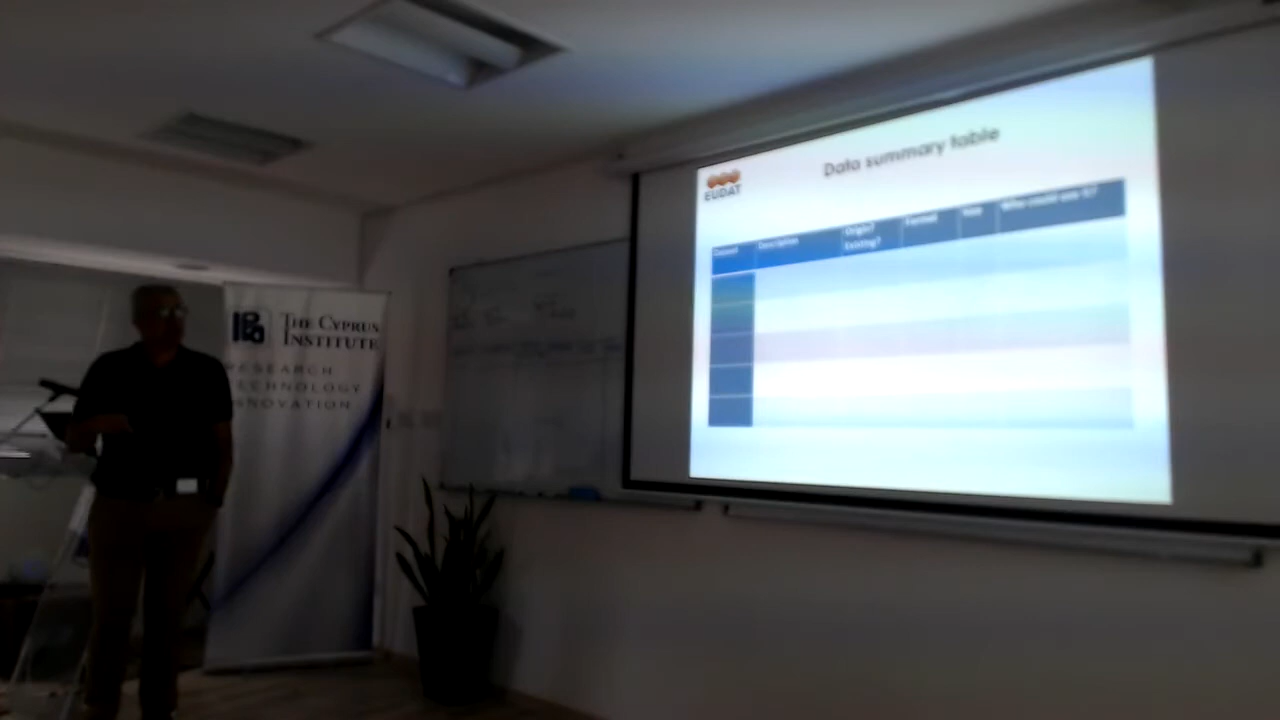 THE CYPRUS
INSTITUTE
RESEARCH
TECHNOLOGY
INNOVATION
EUDAT
Data summary table
Dataset Description Origin? Existing? Format Size Who could use it?